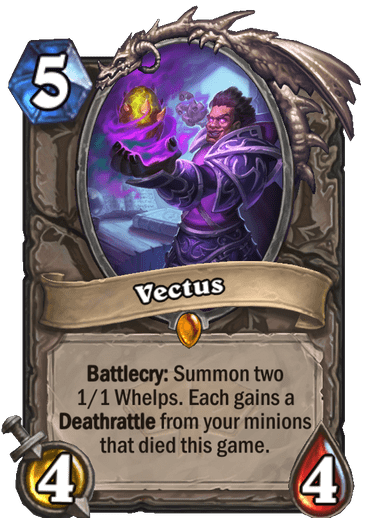 5
Vectus
Battlecry: Summon two
1/1 Whelps. Each gains a
Deathrattle from your minions
that died this game.
4
4